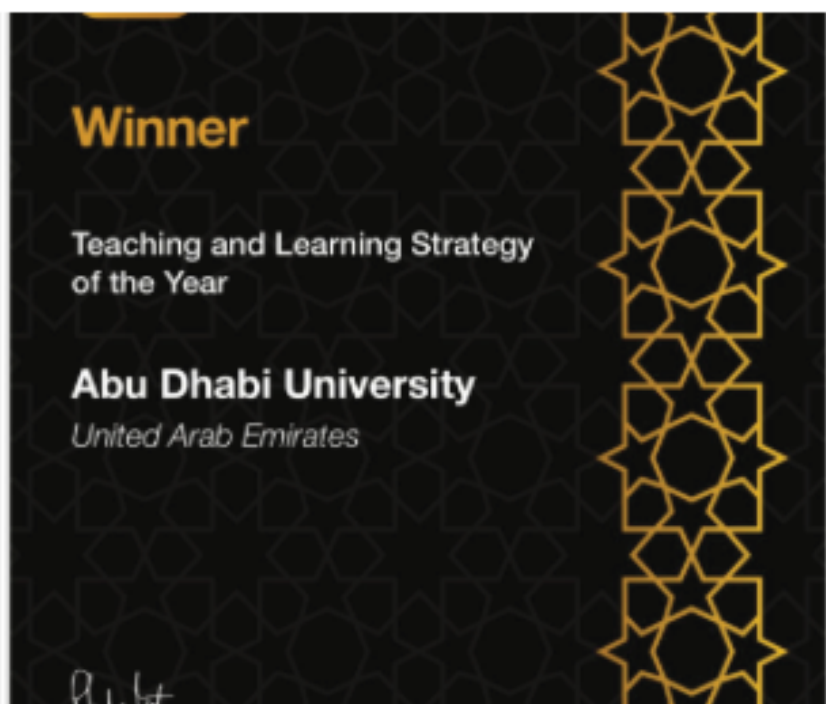 Winner
Teaching and Learning Strategy
of the Year
Abu Dhabi University
United Arab Emirates